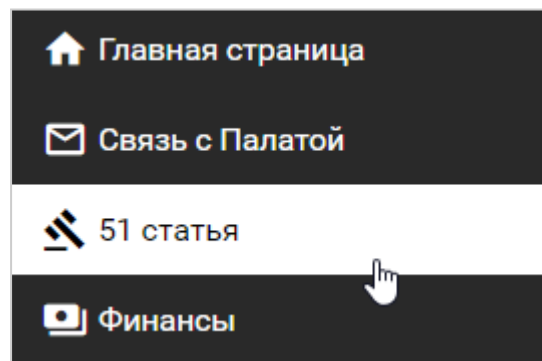 Главная страница
Связь с Палатой
51 статья
Финансы